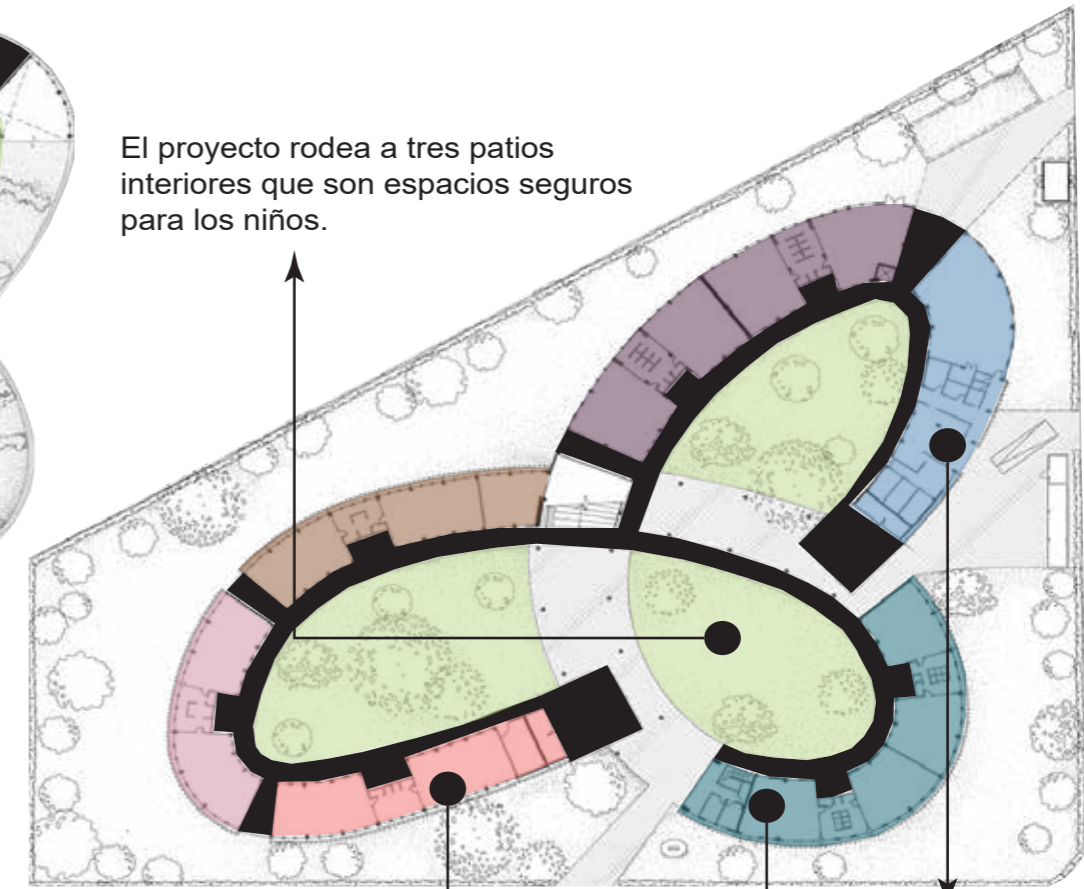 El proyecto rodea a tres patios
interiores que son espacios seguros
para los niños.